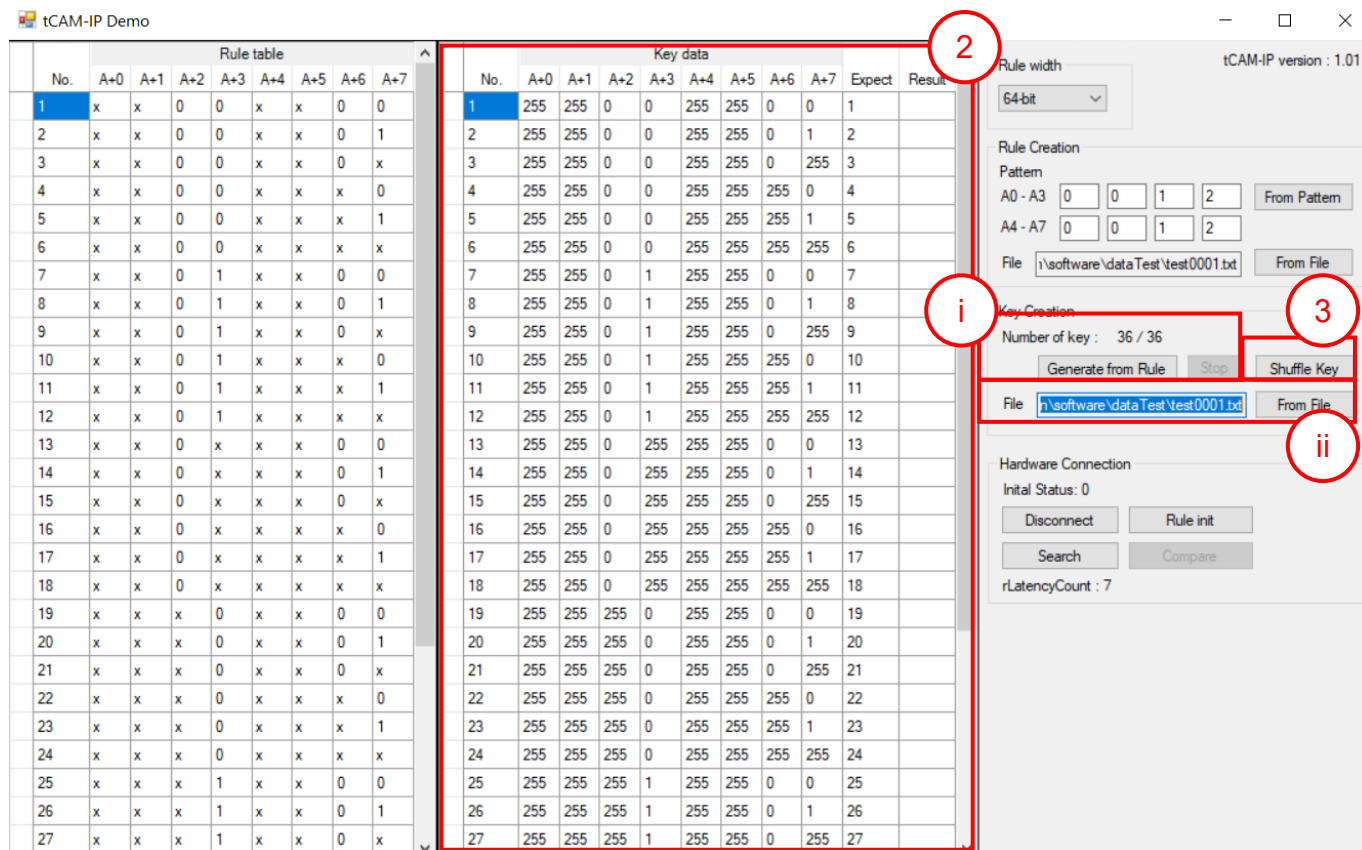 tCAM-IP Demo
Rule table
No. A+0 A+1 A+2 A+3 A+4 A+5 A+6 A+7
1 x x 0 0 x x 0 0
2 x x 0 0 x x 0 1
3 x x 0 0 x x 0 x
4 x x 0 0 x x x 0
5 x x 0 0 x x x 1
6 x x 0 0 x x x x
7 x x 0 1 x x 0 0
8 x x 0 1 x x 0 1
9 x x 0 1 x x 0 x
10 x x 0 1 x x x 0
11 x x 0 1 x x x 1
12 x x 0 1 x x x x
13 x x 0 x x x 0 0
14 x x 0 x x x 0 1
15 x x 0 x x x 0 x
16 x x 0 x x x x 0
17 x x 0 x x x x 1
18 x x 0 x x x x x
19 x x x 0 x x 0 0
20 x x x 0 x x 0 1
21 x x x 0 x x 0 x
22 x x x 0 x x x 0
23 x x x 0 x x x 1
24 x x x 0 x x x x
25 x x x 1 x x 0 0
26 x x x 1 x x 0 1
27 x x x 1 x x 0 x
2
Key data
No. A+0 A+1 A+2 A+3 A+4 A+5 A+6 A+7 Expect Result
1 255 255 0 0 255 255 0 0 1
2 255 255 0 0 255 255 0 1 2
3 255 255 0 0 255 255 0 255 3
4 255 255 0 0 255 255 255 0 4
5 255 255 0 0 255 255 255 1 5
6 255 255 0 0 255 255 255 255 6
7 255 255 0 1 255 255 0 0 7
8 255 255 0 1 255 255 0 1 8
9 255 255 0 1 255 255 0 255 9
10 255 255 0 1 255 255 255 0 10
11 255 255 0 1 255 255 255 1 11
12 255 255 0 1 255 255 255 255 12
13 255 255 0 255 255 255 0 0 13
14 255 255 0 255 255 255 0 1 14
15 255 255 0 255 255 255 0 255 15
16 255 255 0 255 255 255 255 0 16
17 255 255 0 255 255 255 255 1 17
18 255 255 0 255 255 255 255 255 18
19 255 255 255 0 255 255 0 0 19
20 255 255 255 0 255 255 0 1 20
21 255 255 255 0 255 255 0 255 21
22 255 255 255 0 255 255 255 0 22
23 255 255 255 0 255 255 255 1 23
24 255 255 255 0 255 255 255 255 24
25 255 255 255 1 255 255 0 0 25
26 255 255 255 1 255 255 0 1 26
27 255 255 255 1 255 255 0 255 27
tCAM-IP version : 1.01
Rule width
64-bit
Rule Creation
Pattern
A0 - A3 0 0 1 2 From Pattern
A4 - A7 0 0 1 2
File \software\dataTest\test0001.txt From File
i
3
Key Creation
Number of key : 36 / 36
Generate from Rule Stop Shuffle Key
File n\software\dataTest\test0001.txt From File
ii
Hardware Connection
Inital Status: 0
Disconnect Rule init
Search Compare
rLatencyCount : 7